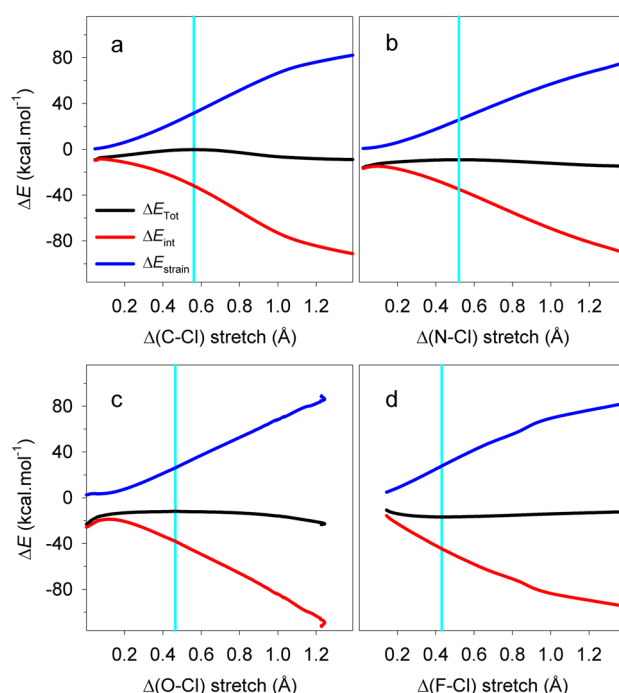 a b
80
40
0
-40
-80
ΔE (kcal.mol⁻¹)
ΔE_Tot
ΔE_int
ΔE_strain
0.2 0.4 0.6 0.8 1.0 1.2
Δ(C-Cl) stretch (Å)
0.2 0.4 0.6 0.8 1.0 1.2
Δ(N-Cl) stretch (Å)
c d
80
40
0
-40
-80
ΔE (kcal.mol⁻¹)
0.2 0.4 0.6 0.8 1.0 1.2
Δ(O-Cl) stretch (Å)
0.2 0.4 0.6 0.8 1.0 1.2
Δ(F-Cl) stretch (Å)